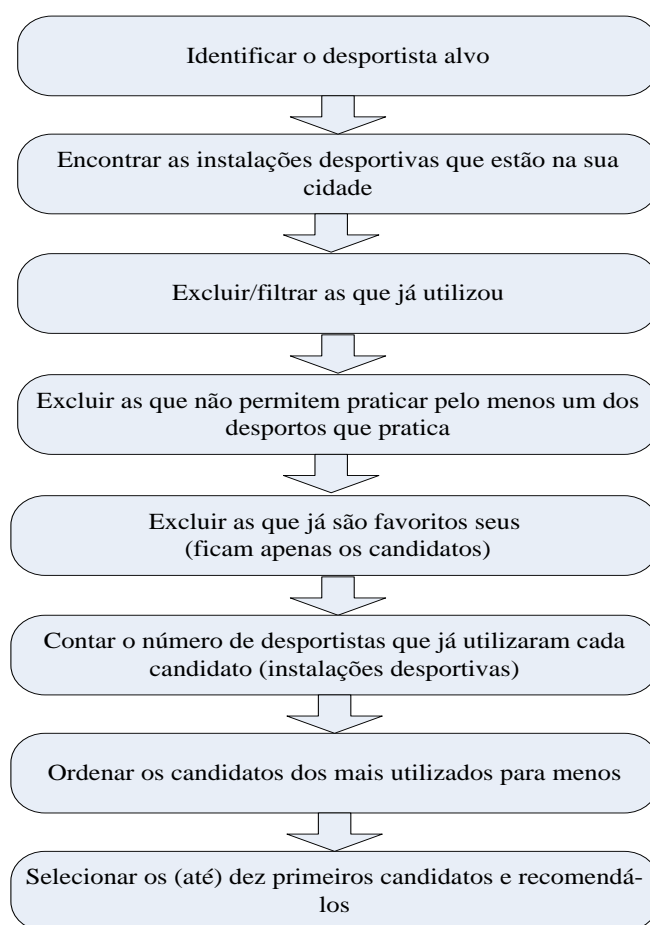 Identificar o desportista alvo
Encontrar as instalações desportivas que estão na sua
cidade
Excluir/filtrar as que já utilizou
Excluir as que não permitem praticar pelo menos um dos
desportos que pratica
Excluir as que já são favoritos seus
(ficam apenas os candidatos)
Contar o número de desportistas que já utilizaram cada
candidato (instalações desportivas)
Ordenar os candidatos dos mais utilizados para menos
Selecionar os (até) dez primeiros candidatos e recomendá-
los